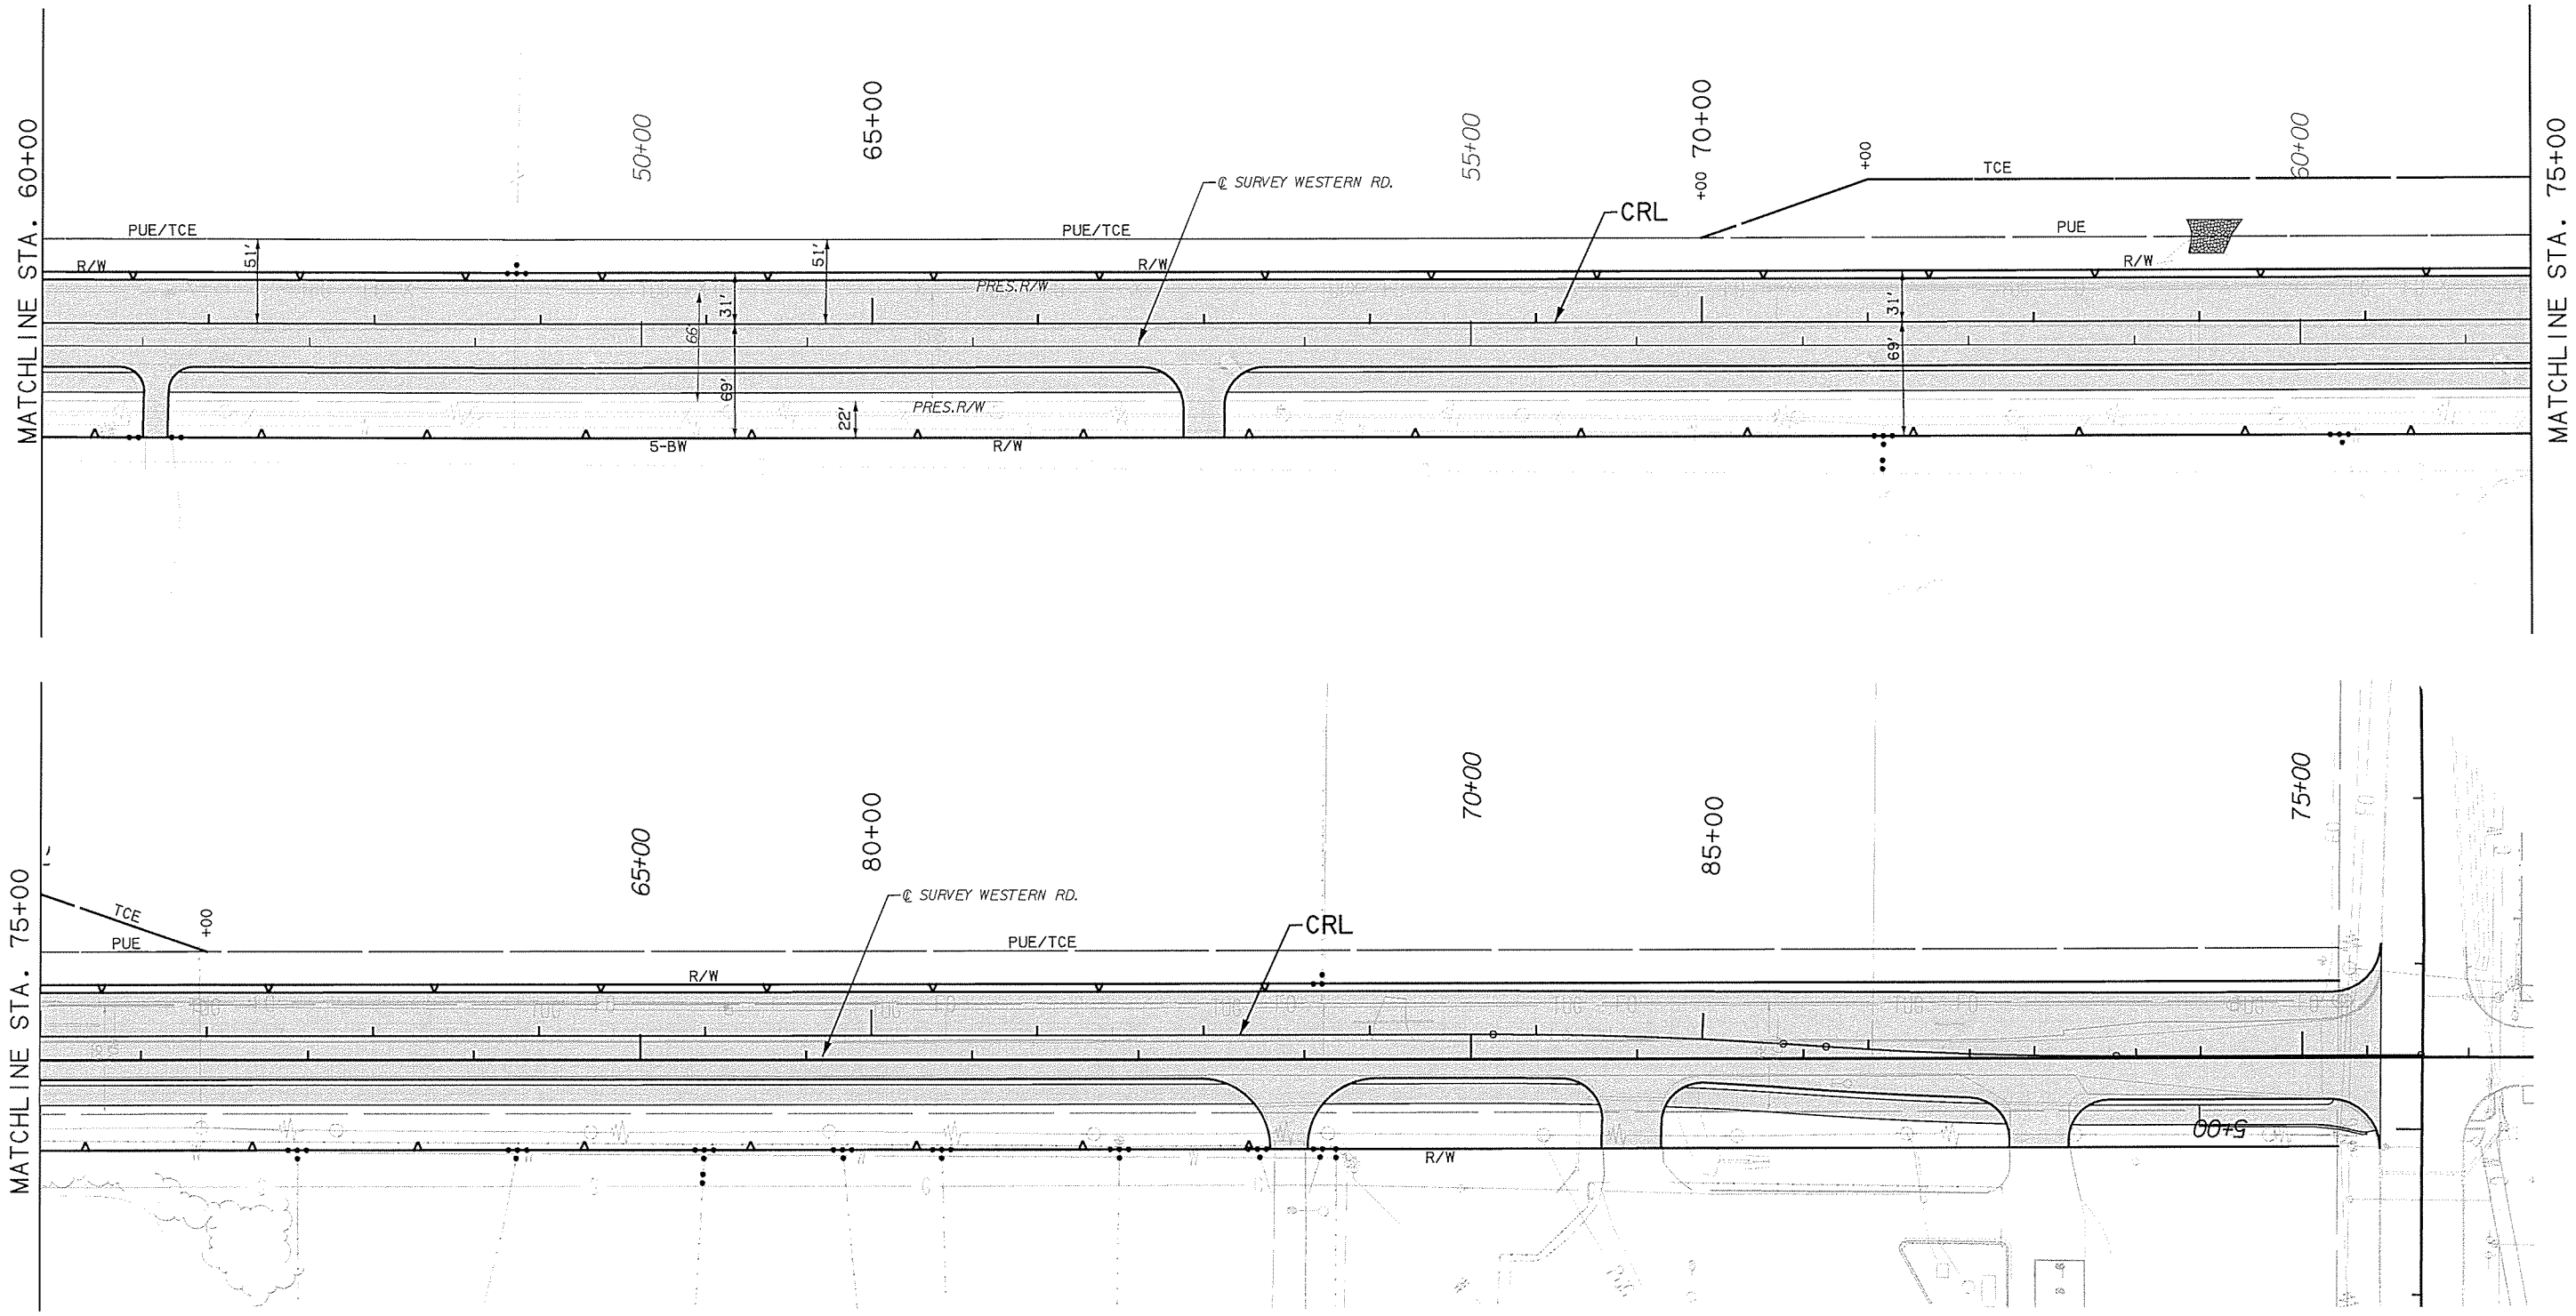 MATCHLINE STA. 60+00
50+00
65+00
55+00
+00
70+00
+00
60+00
MATCHLINE STA. 75+00
TCE
℄ SURVEY WESTERN RD.
CRL
PUE/TCE
PUE/TCE
PUE
51'
51'
R/W
R/W
R/W
PRES.R/W
31'
31'
66'
69'
69'
PRES.R/W
22'
5-BW
R/W
MATCHLINE STA. 75+00
65+00
80+00
70+00
85+00
75+00
TCE
+00
℄ SURVEY WESTERN RD.
CRL
PUE
PUE/TCE
R/W
5+00
R/W